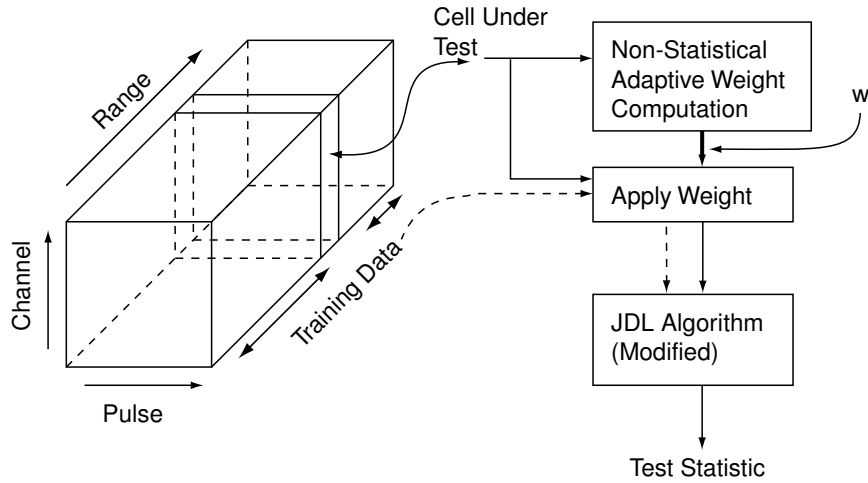 Range
Channel
Pulse
Training Data
Cell Under
Test
Non-Statistical
Adaptive Weight
Computation
w
Apply Weight
JDL Algorithm
(Modified)
Test Statistic